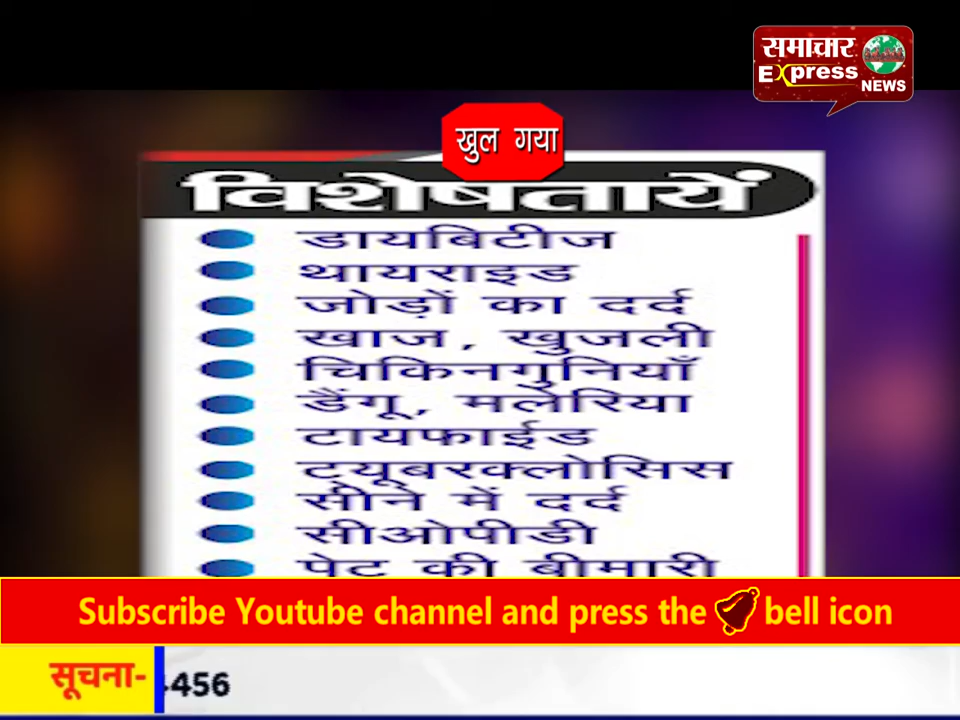 समाचार
Express
NEWS
खुल गया
विशेषतायें
डायबिटीज
थायराइड
जोड़ों का दर्द
खाज, खुजली
चिकिनगुनियाँ
डैंगू, मलेरिया
टायफाईड
ट्यूबरक्लोसिस
सीने में दर्द
सीओपीडी
पेट की बीमारी
Subscribe Youtube channel and press the bell icon
सूचना- 456